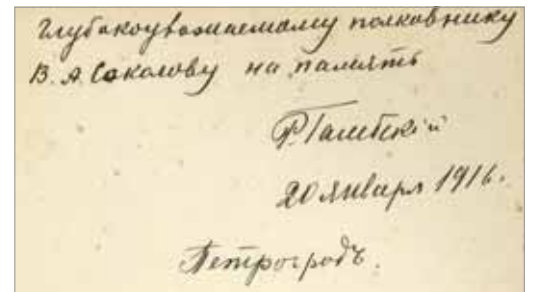 Глубокоуважаемому полковнику
В. А. Соколову на память
20 января 1916.
Петроградъ.